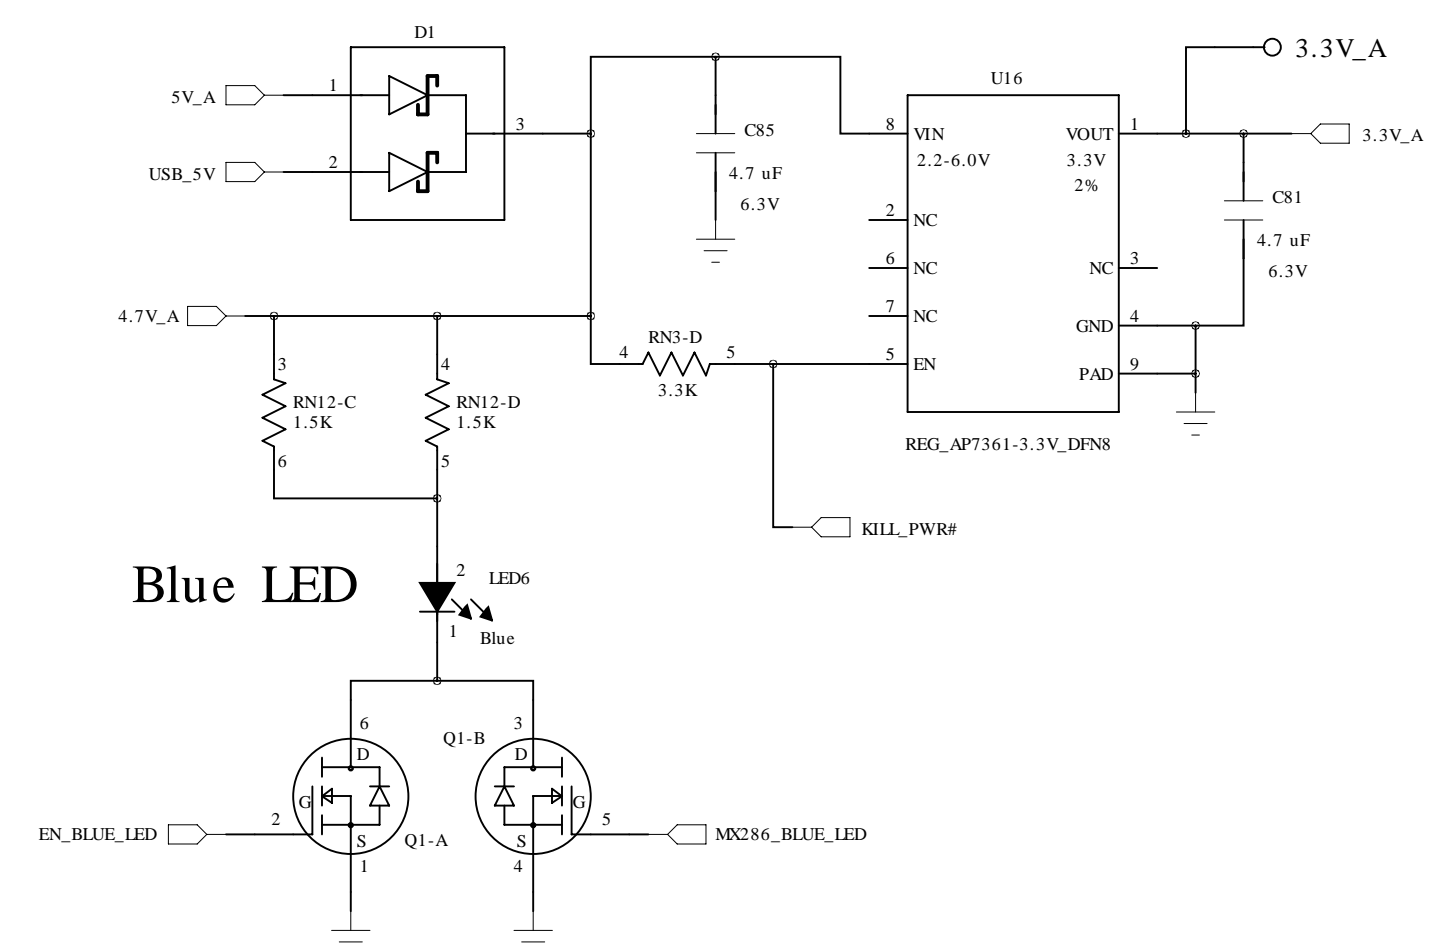 D1
5V_A
1
3
USB_5V
2
C85
4.7 uF
6.3V
U16
8
VIN
2.2-6.0V
VOUT
1
3.3V
2%
3.3V_A
3.3V_A
C81
4.7 uF
6.3V
2
NC
6
NC
7
NC
NC
3
GND
4
5
EN
PAD
9
REG_AP7361-3.3V_DFN8
4.7V_A
RN3-D
4
5
3.3K
3
RN12-C
1.5K
6
4
RN12-D
1.5K
5
KILL_PWR#
Blue LED
2
LED6
1
Blue
6
D
G
S
2
1
Q1-A
EN_BLUE_LED
Q1-B
3
D
G
S
5
4
MX286_BLUE_LED